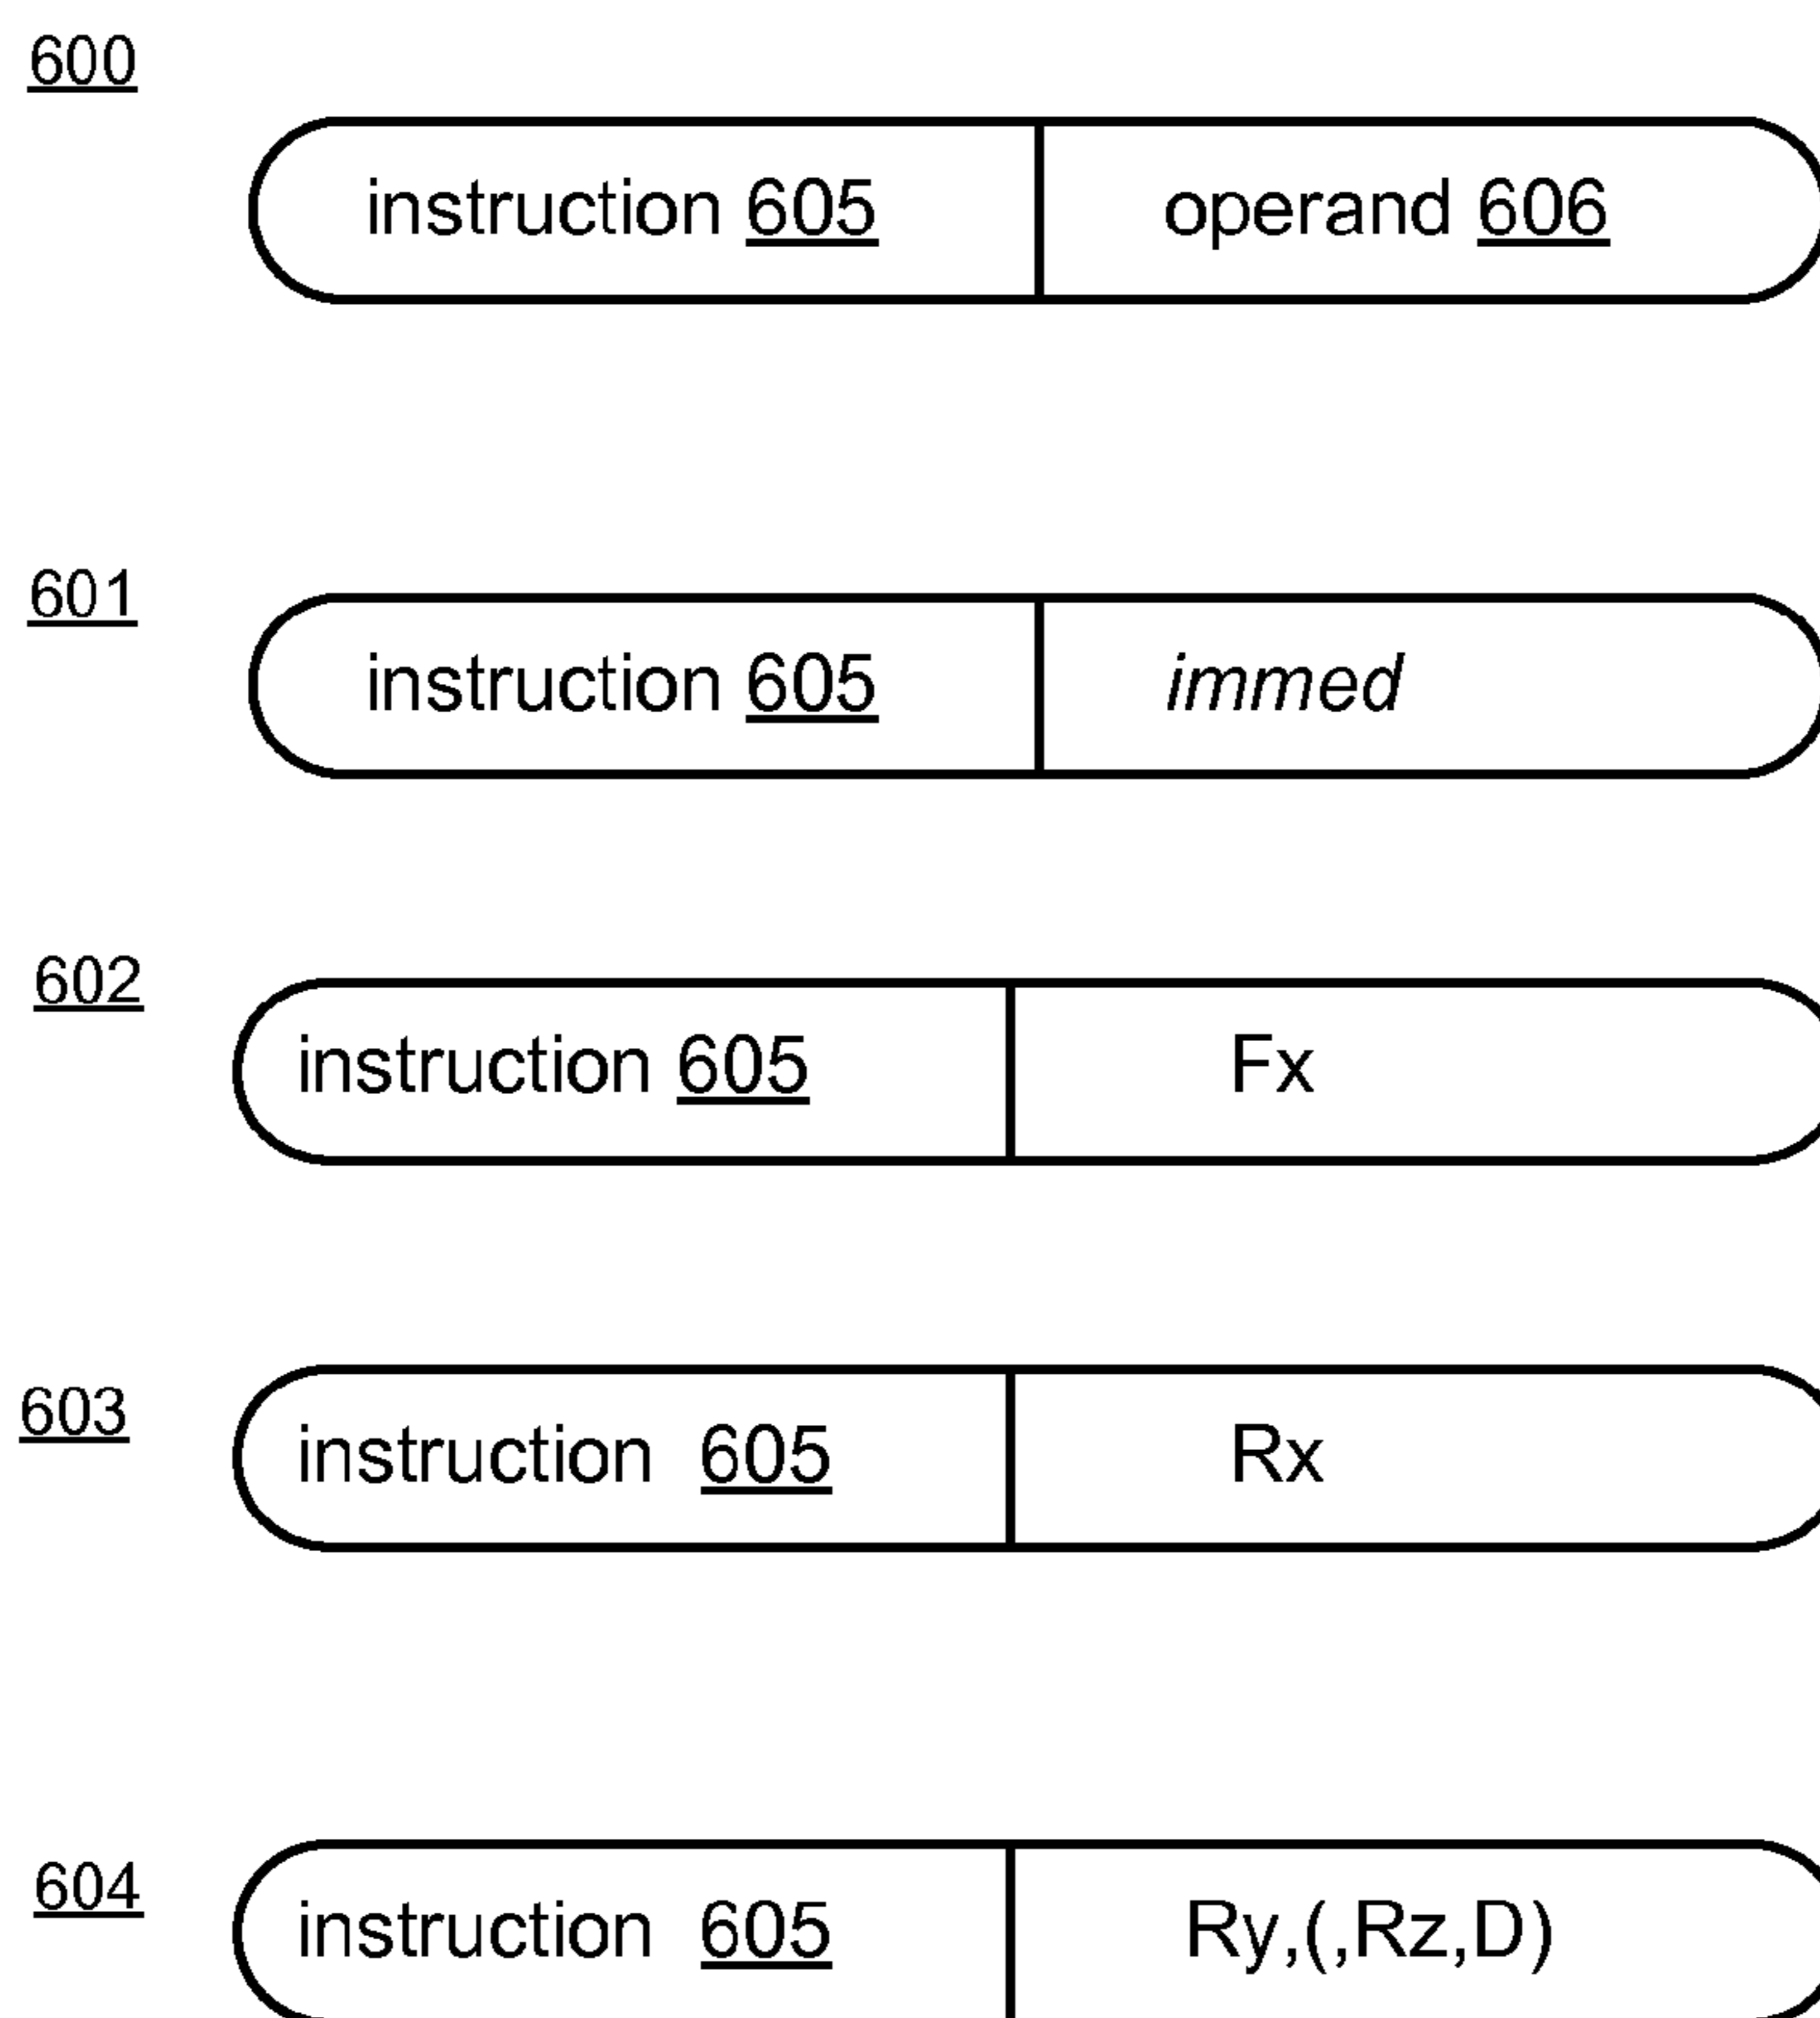 600
instruction 605 operand 606
601
instruction 605 immed
602
instruction 605 Fx
603
instruction 605 Rx
604
instruction 605 Ry,(,Rz,D)